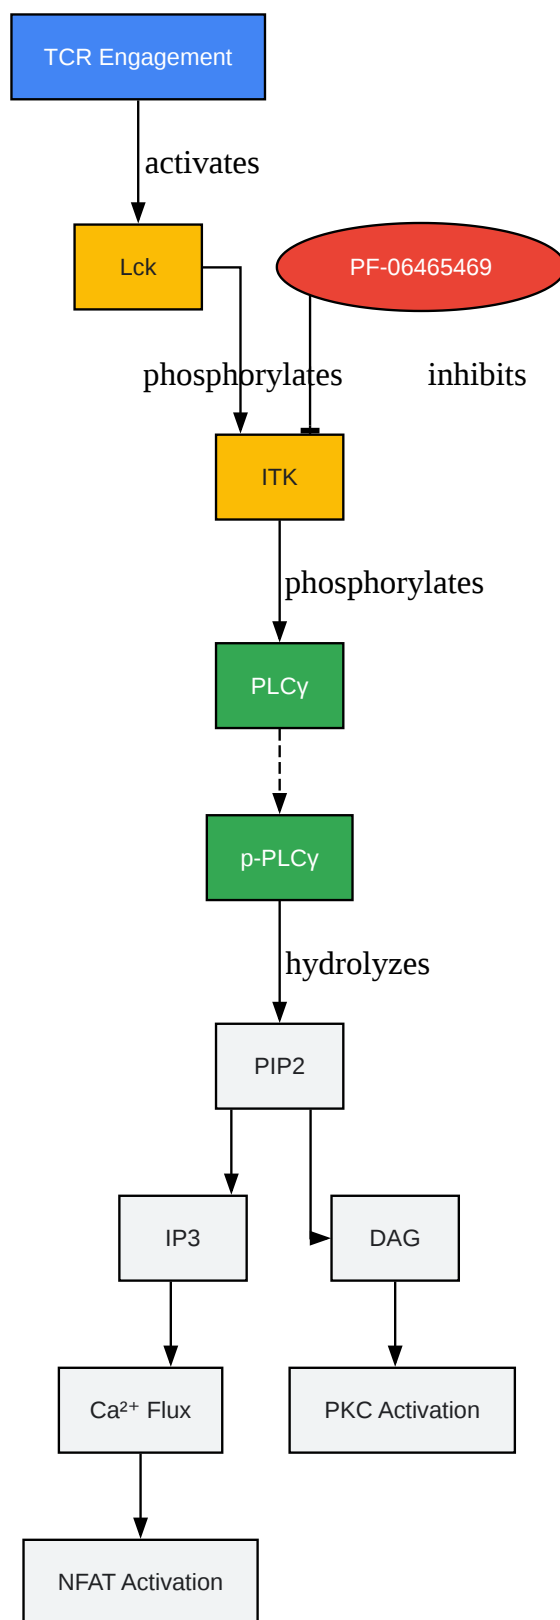 TCR Engagement
activates
Lck
PF-06465469
phosphorylates
inhibits
ITK
phosphorylates
PLCγ
p-PLCγ
hydrolyzes
PIP2
IP3
DAG
Ca²⁺ Flux
PKC Activation
NFAT Activation